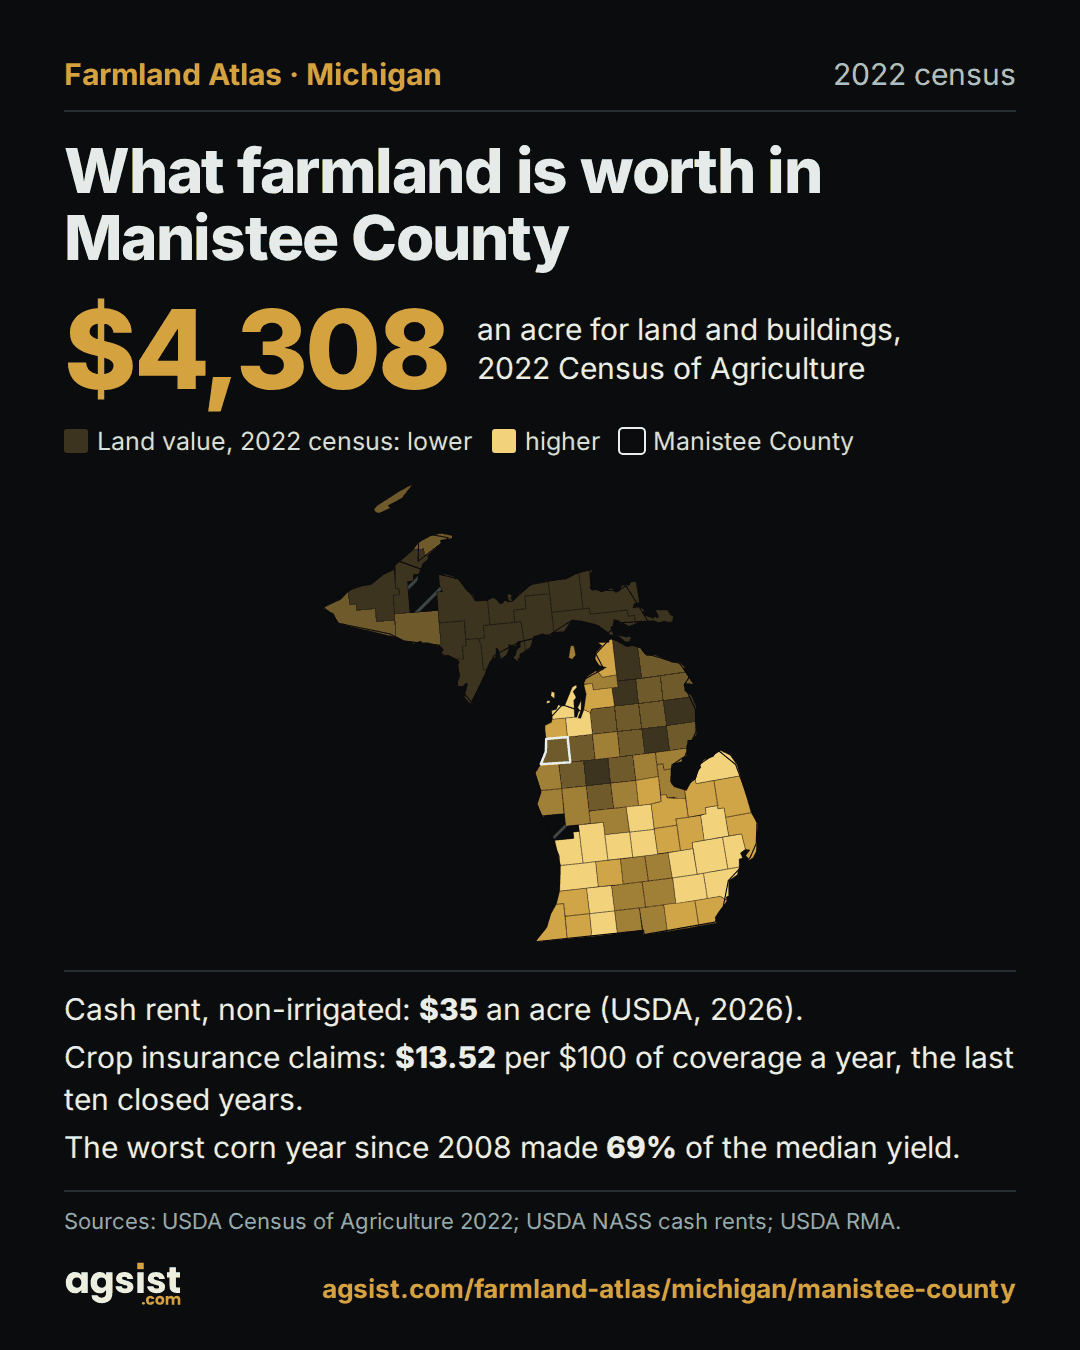 Farmland Atlas · Michigan
2022 census
What farmland is worth in
Manistee County
$4,308
an acre for land and buildings,
2022 Census of Agriculture
Land value, 2022 census: lower
higher
Manistee County
Cash rent, non-irrigated: $35 an acre (USDA, 2026).
Crop insurance claims: $13.52 per $100 of coverage a year, the last
ten closed years.
The worst corn year since 2008 made 69% of the median yield.
Sources: USDA Census of Agriculture 2022; USDA NASS cash rents; USDA RMA.
agsist
.com
agsist.com/farmland-atlas/michigan/manistee-county